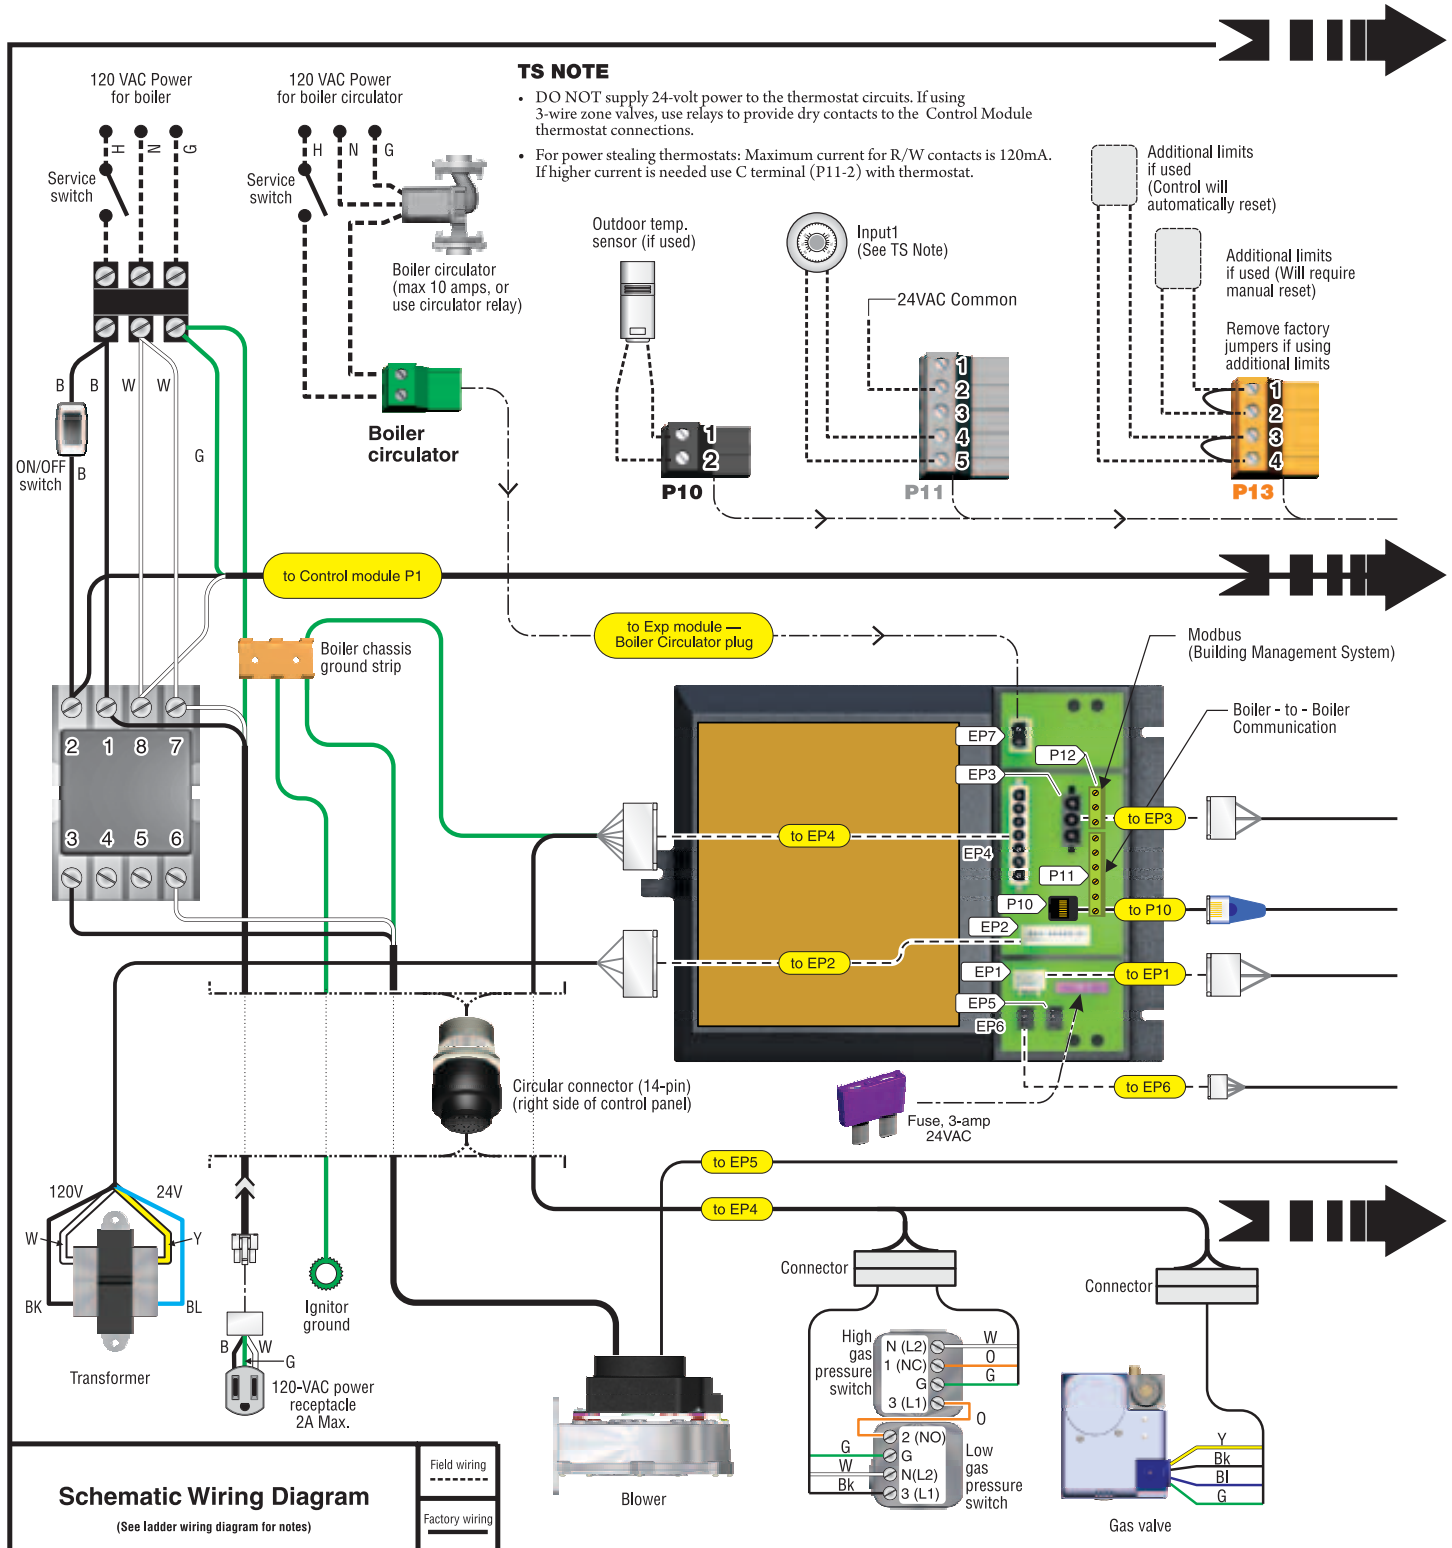 120 VAC Power
for boiler
120 VAC Power
for boiler circulator
TS NOTE
• DO NOT supply 24-volt power to the thermostat circuits. If using
3-wire zone valves, use relays to provide dry contacts to the Control Module
thermostat connections.
• For power stealing thermostats: Maximum current for R/W contacts is 120mA.
If higher current is needed use C terminal (P11-2) with thermostat.
H
N
G
H
N
G
Service
switch
Service
switch
Boiler circulator
(max 10 amps, or
use circulator relay)
Outdoor temp.
sensor (if used)
Input1
(See TS Note)
24VAC Common
Additional limits
if used
(Control will
automatically reset)
Additional limits
if used (Will require
manual reset)
Remove factory
jumpers if using
additional limits
B
B
W
W
ON/OFF
switch
B
G
Boiler
circulator
1
2
P10
1
2
3
4
5
P11
1
2
3
4
P13
to Control module P1
to Exp module —
Boiler Circulator plug
Boiler chassis
ground strip
Modbus
(Building Management System)
Boiler - to - Boiler
Communication
2 1 8 7
3 4 5 6
EP7
P12
EP3
to EP3
to EP4
EP4
P11
P10
to P10
EP2
to EP2
EP1
to EP1
EP5
EP6
to EP6
Circular connector (14-pin)
(right side of control panel)
Fuse, 3-amp
24VAC
to EP5
to EP4
120V
24V
W
Y
BK
BL
Transformer
B
W
G
120-VAC power
receptacle
2A Max.
Ignitor
ground
Blower
Connector
Connector
High
gas
pressure
switch
N (L2)
1 (NC)
G
3 (L1)
W
O
G
O
2 (NO)
G
N(L2)
3 (L1)
G
W
Bk
Low
gas
pressure
switch
Y
Bk
Bl
G
Gas valve
Schematic Wiring Diagram
(See ladder wiring diagram for notes)
Field wiring
Factory wiring